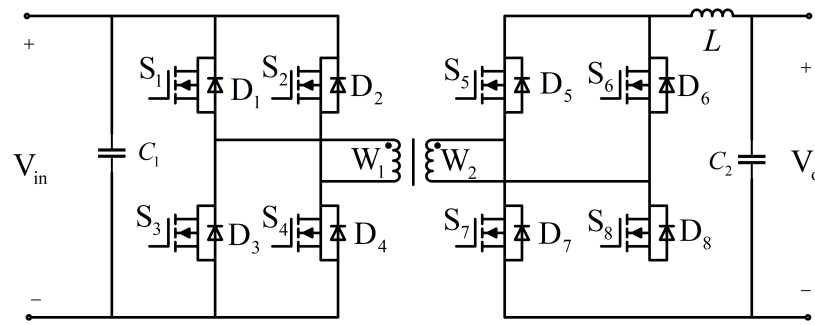 +
S1
D1
S2
D2
S5
D5
S6
D6
L
+
Vin
C1
W1
W2
C2
Vo
S3
D3
S4
D4
S7
D7
S8
D8
−
−